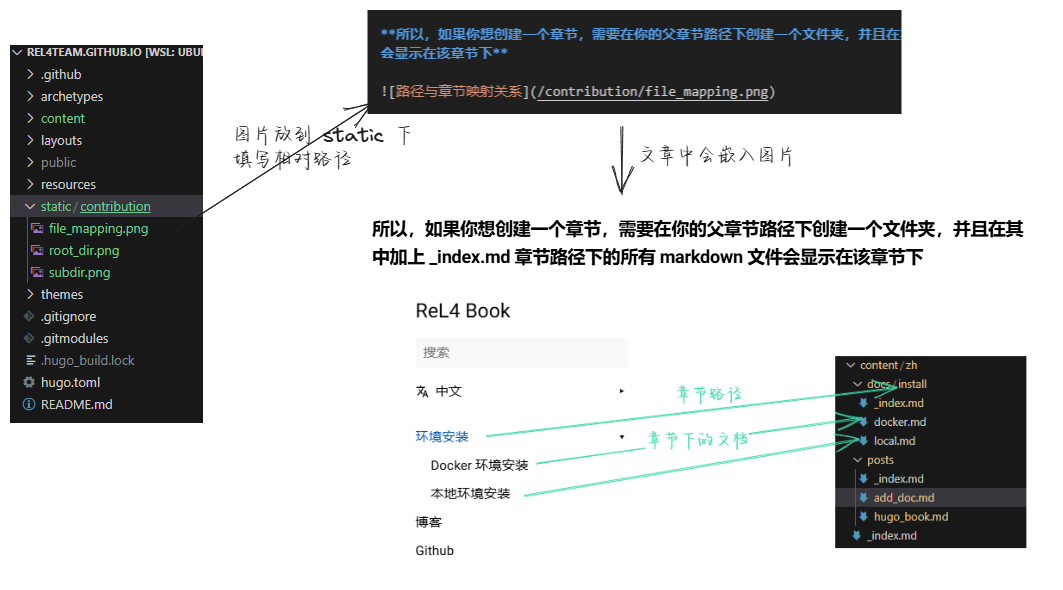 REL4TEAM.GITHUB.IO [WSL: UBUN
.github
archetypes
content
layouts
public
resources
static / contribution
file_mapping.png
root_dir.png
subdir.png
themes
.gitignore
.gitmodules
.hugo_build.lock
hugo.toml
README.md
图片放到 static 下
填写相对路径
**所以，如果你想创建一个章节，需要在你的父章节路径下创建一个文件夹，并且在
会显示在该章节下**
![路径与章节映射关系](/contribution/file_mapping.png)
文章中会嵌入图片
所以，如果你想创建一个章节，需要在你的父章节路径下创建一个文件夹，并且在其
中加上 _index.md 章节路径下的所有 markdown 文件会显示在该章节下
ReL4 Book
搜索
中文
环境安装
Docker 环境安装
本地环境安装
博客
Github
章节路径
章节下的文档
content / zh
docs / install
_index.md
docker.md
local.md
posts
_index.md
add_doc.md
hugo_book.md
_index.md